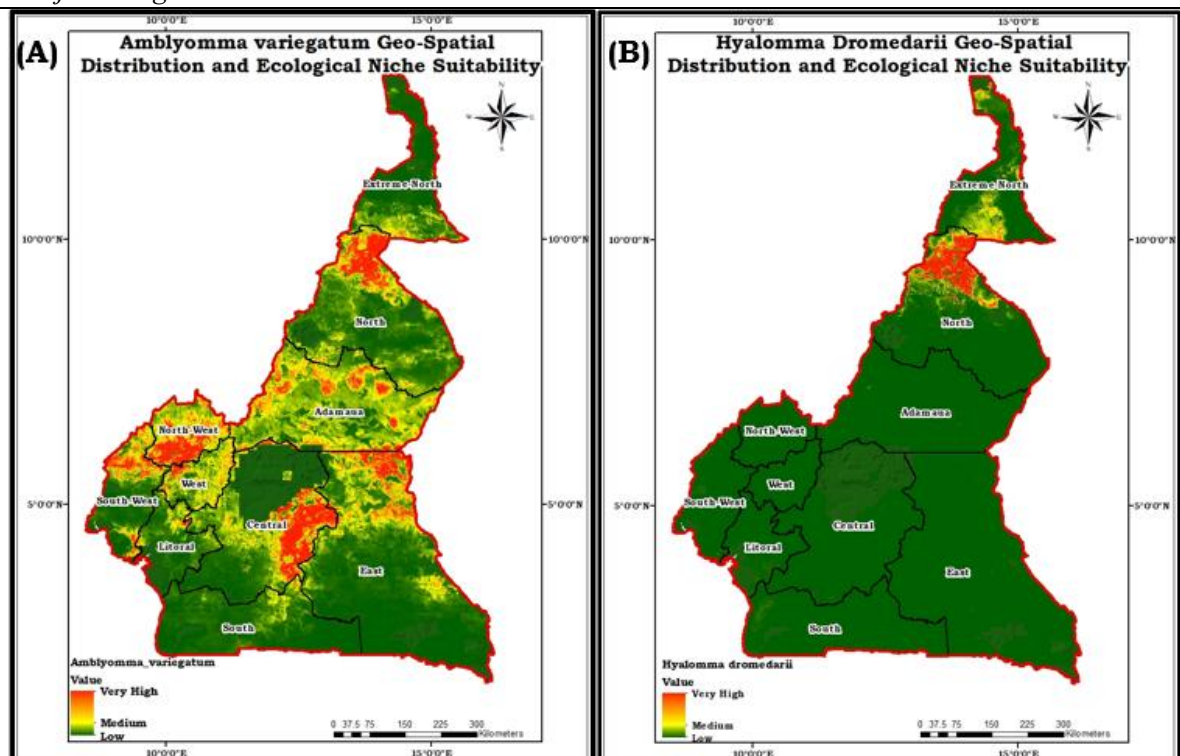 10°0'0"E 15°0'0"E
(A)
Amblyomma variegatum Geo-Spatial
Distribution and Ecological Niche Suitability
N
W E
S
Extreme-North
10°0'0"N 10°0'0"N
North
Adamaua
North-West
West
South-West
5°0'0"N 5°0'0"N
Central
Litoral
East
South
Amblyomma_variegatum
Value
Very High
Medium
Low
0 37.5 75 150 225 300
Kilometers
10°0'0"E 15°0'0"E
10°0'0"E 15°0'0"E
(B)
Hyalomma Dromedarii Geo-Spatial
Distribution and Ecological Niche Suitability
N
W E
S
Extreme-North
10°0'0"N 10°0'0"N
North
Adamaua
North-West
West
South-West
5°0'0"N 5°0'0"N
Central
Litoral
East
South
Hyalomma dromedarii
Value
Very High
Medium
Low
0 37.5 75 150 225 300
Kilometers
10°0'0"E 15°0'0"E